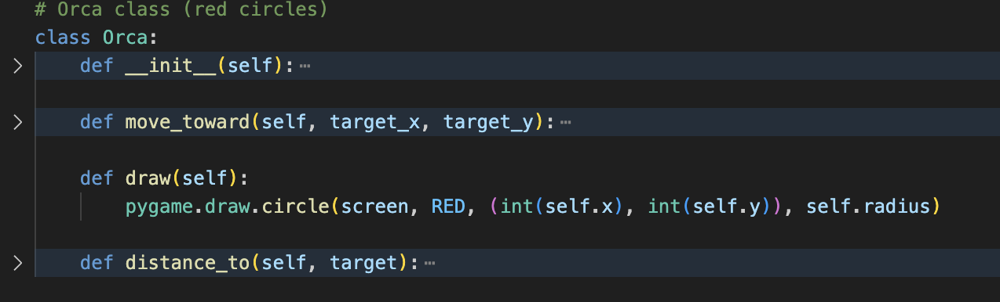 # Orca class (red circles)
class Orca:
    def __init__(self):⋯
    def move_toward(self, target_x, target_y):⋯
    def draw(self):
        pygame.draw.circle(screen, RED, (int(self.x), int(self.y)), self.radius)
    def distance_to(self, target):⋯